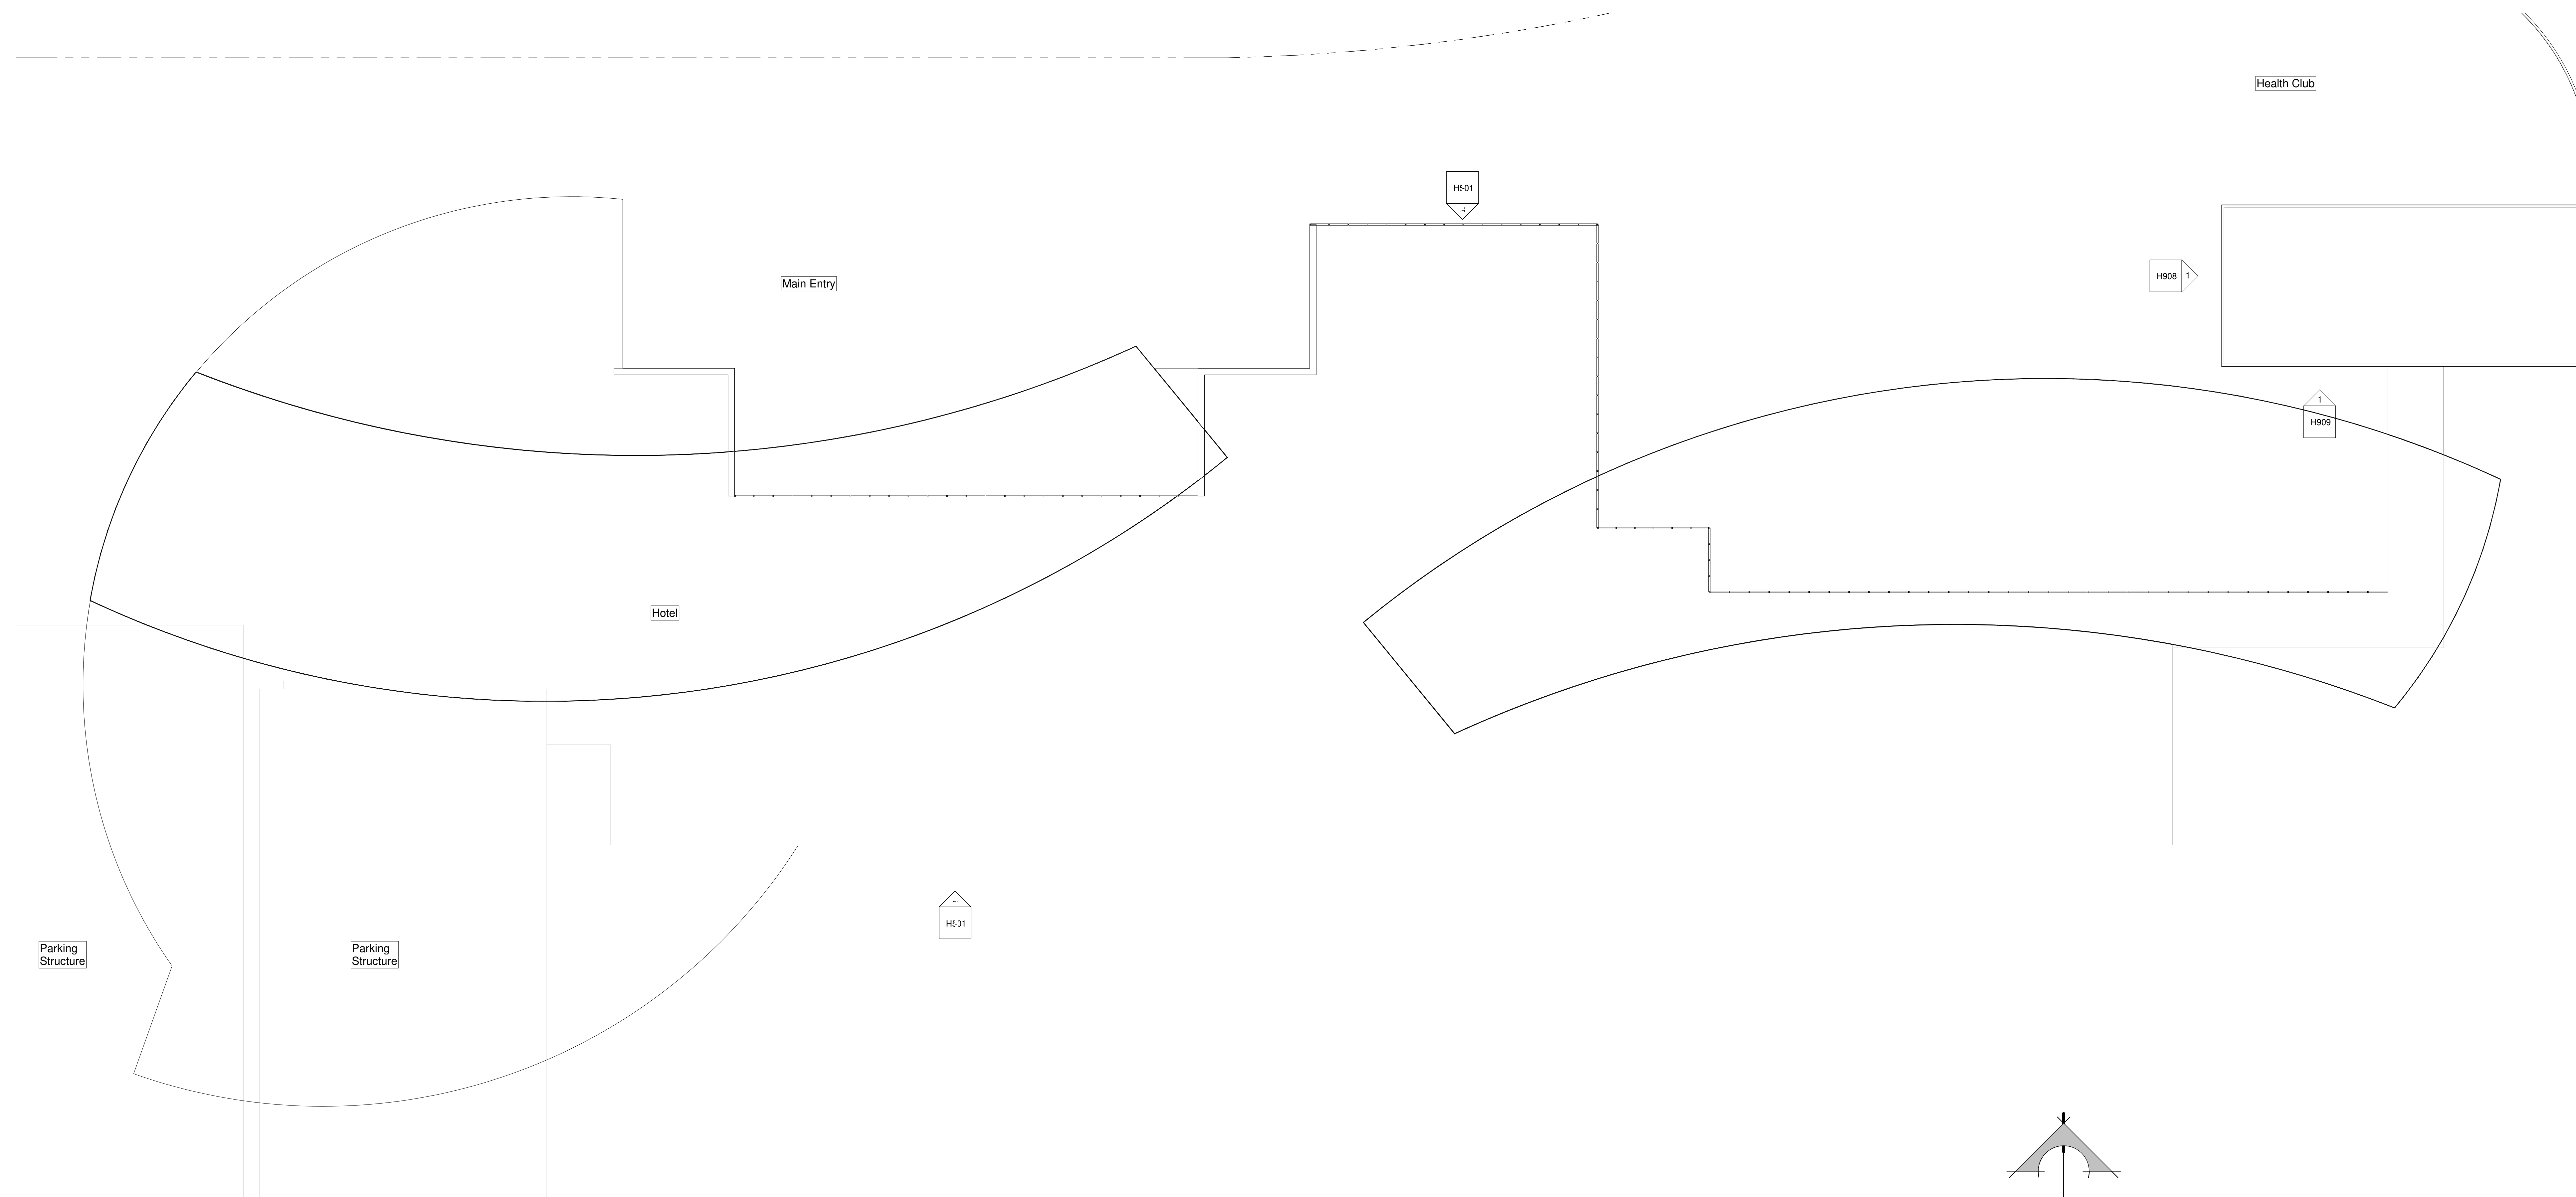 Health Club
Main Entry
H908
1
1
H909
Hotel
Parking
Structure
Parking
Structure